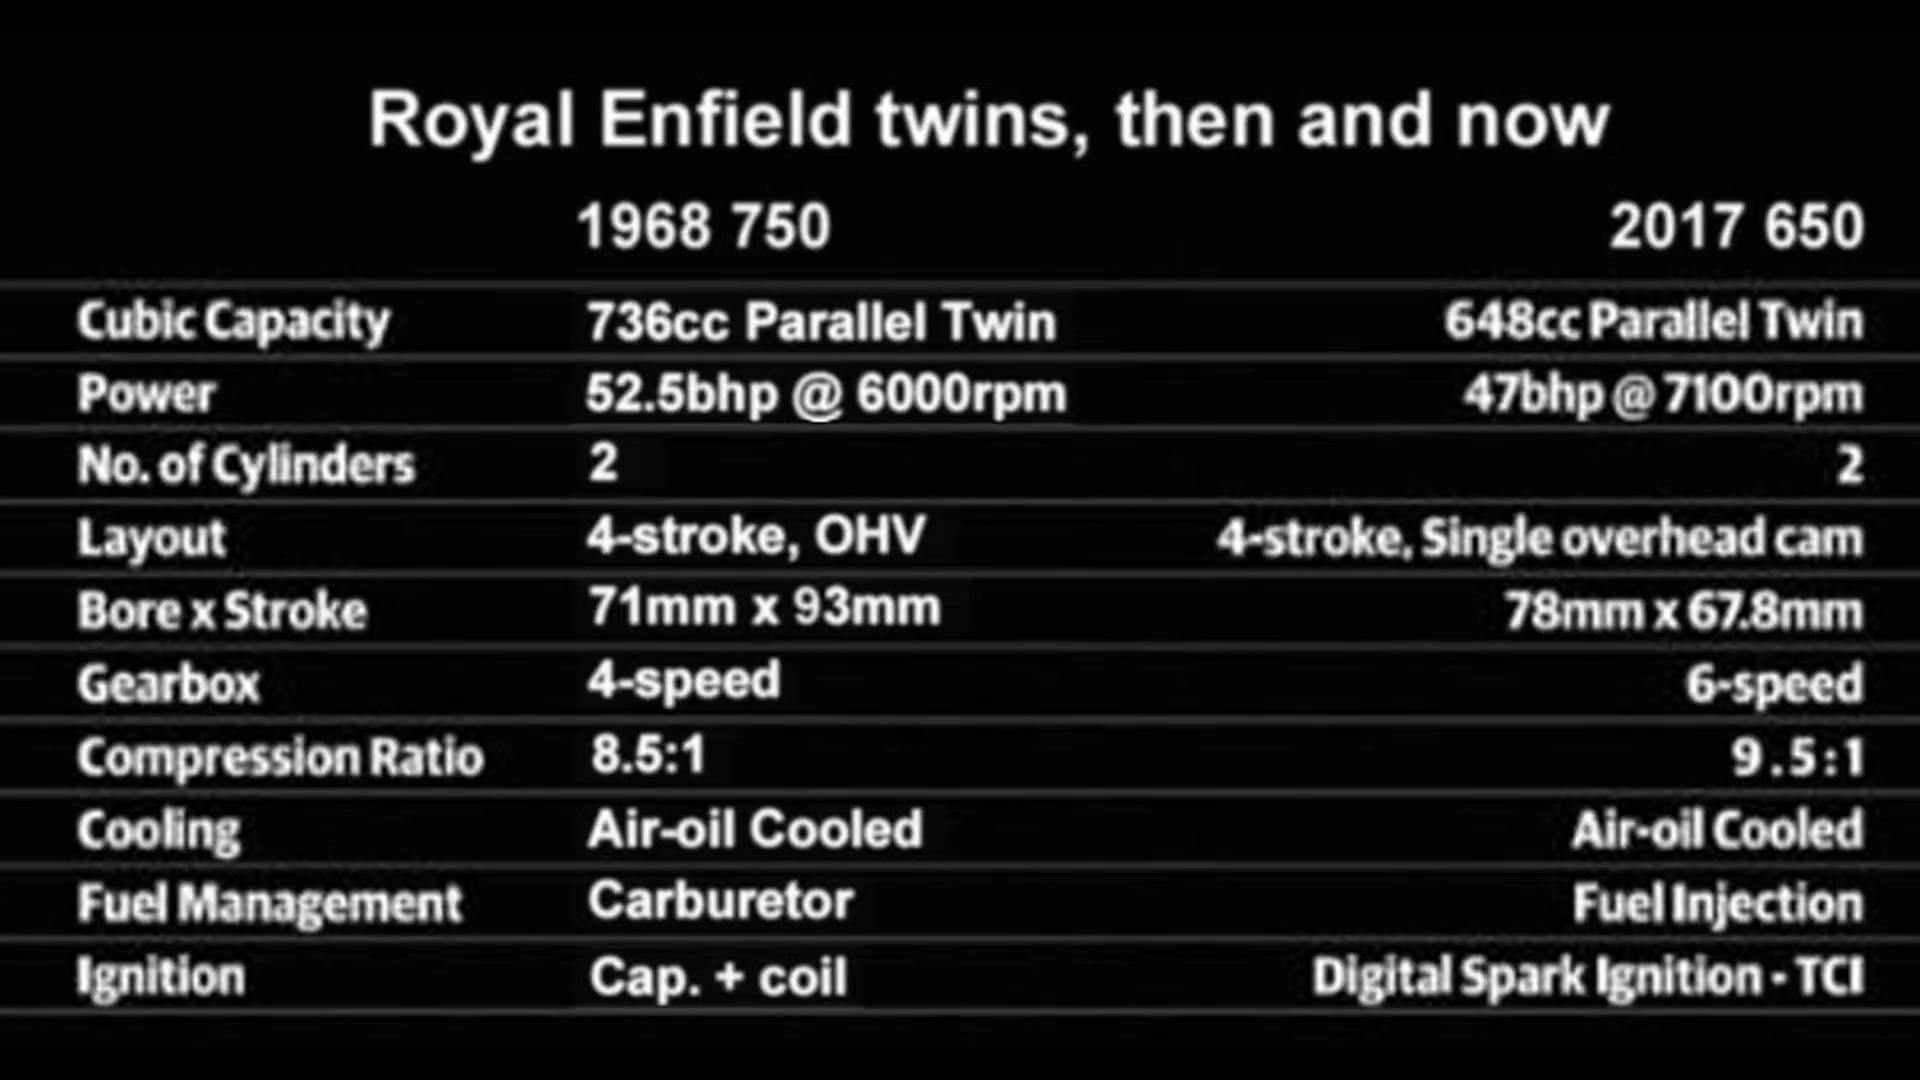 Royal Enfield twins, then and now
1968 750 2017 650
Cubic Capacity 736cc Parallel Twin 648cc Parallel Twin
Power 52.5bhp @ 6000rpm 47bhp @ 7100rpm
No. of Cylinders 2 2
Layout 4-stroke, OHV 4-stroke, Single overhead cam
Bore x Stroke 71mm x 93mm 78mm x 67.8mm
Gearbox 4-speed 6-speed
Compression Ratio 8.5:1 9.5:1
Cooling Air-oil Cooled Air-oil Cooled
Fuel Management Carburetor Fuel Injection
Ignition Cap. + coil Digital Spark Ignition - TCI